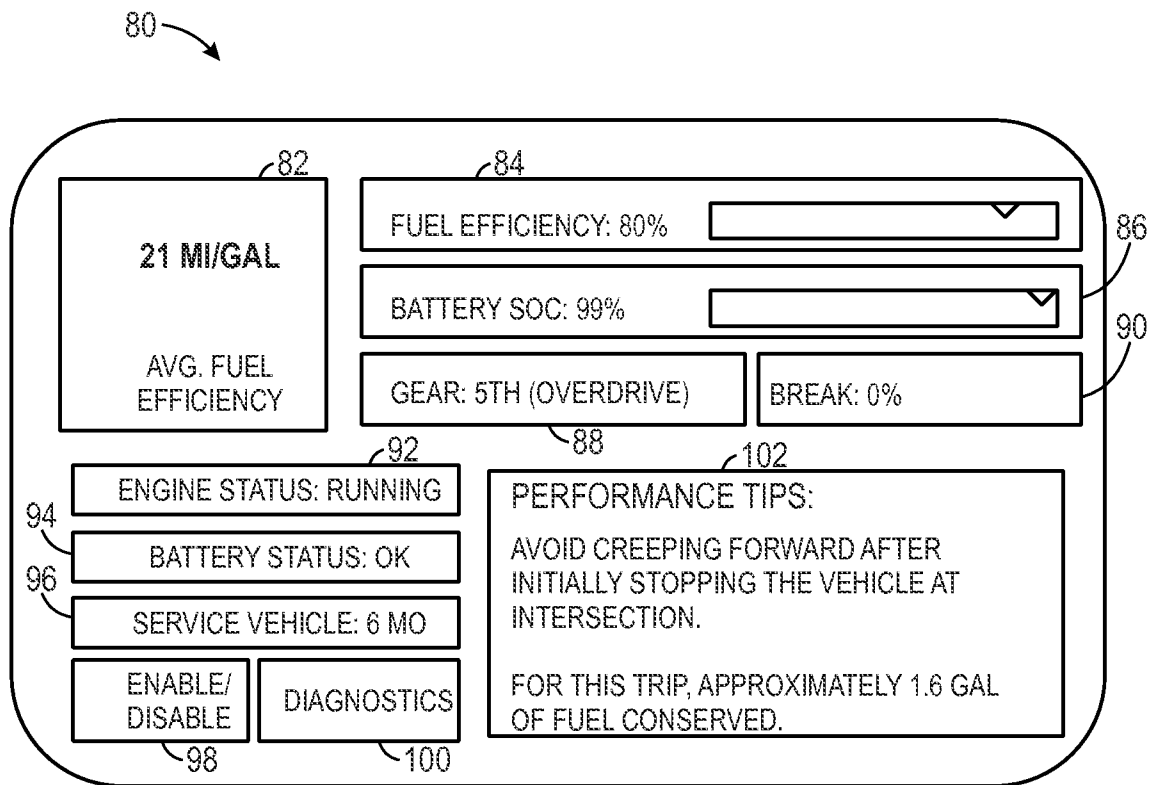 80
82
84
21 MI/GAL
AVG. FUEL
EFFICIENCY
FUEL EFFICIENCY: 80%
86
BATTERY SOC: 99%
90
GEAR: 5TH (OVERDRIVE)
BREAK: 0%
88
92
ENGINE STATUS: RUNNING
94
BATTERY STATUS: OK
96
SERVICE VEHICLE: 6 MO
ENABLE/
DISABLE
DIAGNOSTICS
98
100
102
PERFORMANCE TIPS:
AVOID CREEPING FORWARD AFTER
INITIALLY STOPPING THE VEHICLE AT
INTERSECTION.
FOR THIS TRIP, APPROXIMATELY 1.6 GAL
OF FUEL CONSERVED.